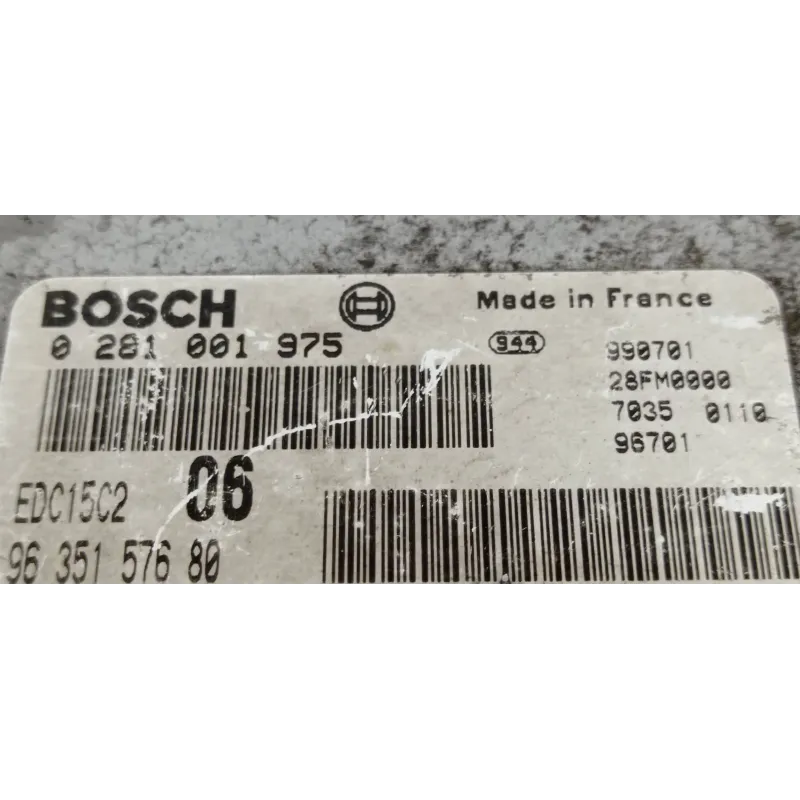 BOSCH
Made in France
0 281 001 975
944
990701
28FM0000
7035 0110
96701
EDC15C2
06
96 351 576 80